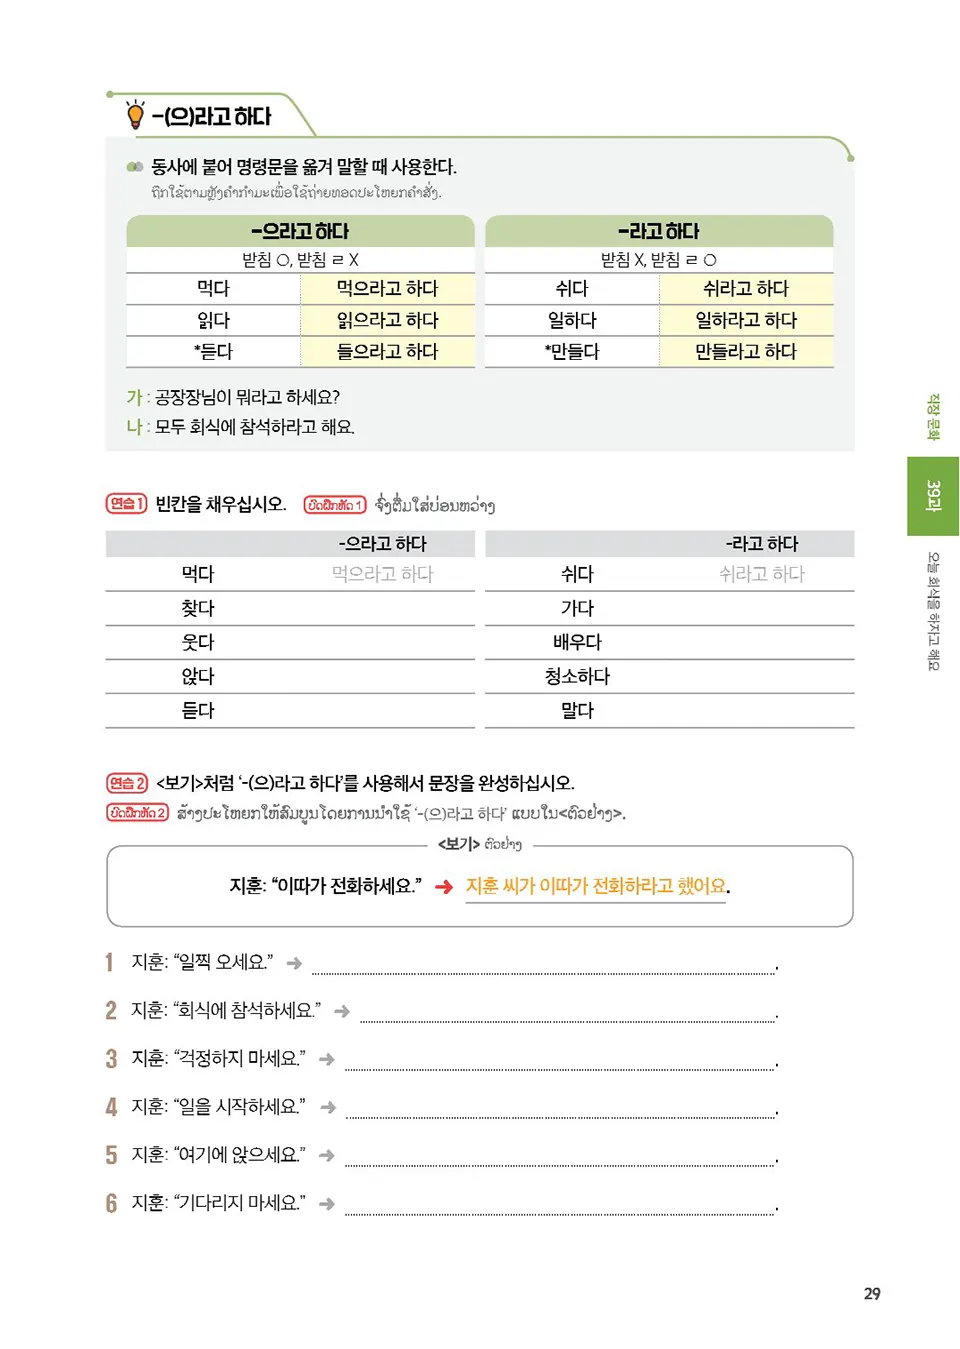 -(으)라고 하다
동사에 붙어 명령문을 옮겨 말할 때 사용한다.
ຖືກໃຊ້ຕາມຫຼັງຄຳກຳມະເພື່ອໃຊ້ຖ່າຍທອດປະໂຫຍກຄຳສັ່ງ.
-으라고 하다 -라고 하다
받침 O, 받침 ㄹ X 받침 X, 받침 ㄹ O
먹다 먹으라고 하다 쉬다 쉬라고 하다
읽다 읽으라고 하다 일하다 일하라고 하다
*듣다 들으라고 하다 *만들다 만들라고 하다
가 : 공장장님이 뭐라고 하세요?
나 : 모두 회식에 참석하라고 해요.
직장 문화
39과
오늘 회식을 하자고 해요
연습 1 빈칸을 채우십시오. ບົດຝຶກຫັດ 1 ຈົ່ງຕື່ມໃສ່ບ່ອນຫວ່າງ
-으라고 하다 -라고 하다
먹다 먹으라고 하다 쉬다 쉬라고 하다
찾다 가다
웃다 배우다
앉다 청소하다
듣다 말다
연습 2 <보기>처럼 ‘-(으)라고 하다’를 사용해서 문장을 완성하십시오.
ບົດຝຶກຫັດ 2 ສ້າງປະໂຫຍກໃຫ້ສົມບູນໂດຍການນຳໃຊ້ ‘-(으)라고 하다’ ແບບໃນ<ຕົວຢ່າງ>.
<보기> ຕົວຢ່າງ
지훈: “이따가 전화하세요.” ➜ 지훈 씨가 이따가 전화하라고 했어요.
1 지훈: “일찍 오세요.” ➜ .
2 지훈: “회식에 참석하세요.” ➜ .
3 지훈: “걱정하지 마세요.” ➜ .
4 지훈: “일을 시작하세요.” ➜ .
5 지훈: “여기에 앉으세요.” ➜ .
6 지훈: “기다리지 마세요.” ➜ .
29